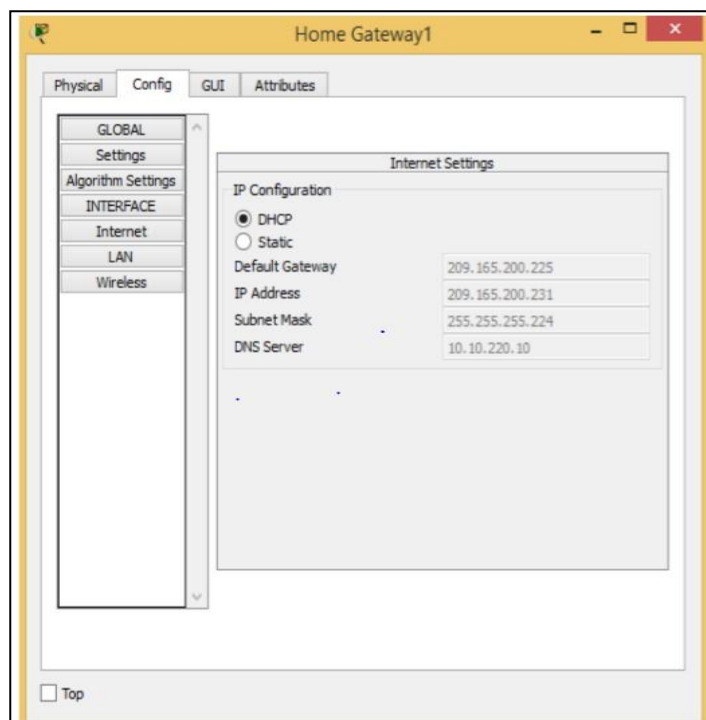 Home Gateway1
Physical Config GUI Attributes
GLOBAL
Settings
Algorithm Settings
INTERFACE
Internet
LAN
Wireless
Internet Settings
IP Configuration
DHCP
Static
Default Gateway 209.165.200.225
IP Address 209.165.200.231
Subnet Mask 255.255.255.224
DNS Server 10.10.220.10
Top